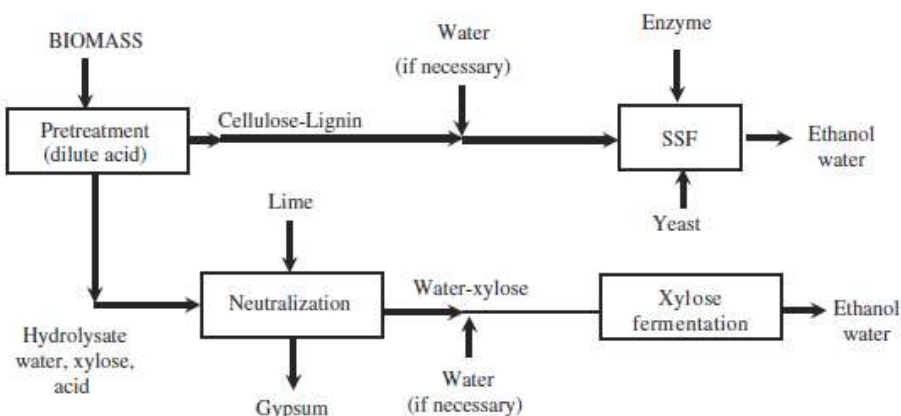 BIOMASS
Water
(if necessary)
Enzyme
Pretreatment
(dilute acid)
Cellulose-Lignin
SSF
Ethanol
water
Yeast
Lime
Neutralization
Water-xylose
Xylose
fermentation
Ethanol
water
Hydrolysate
water, xylose,
acid
Gypsum
Water
(if necessary)